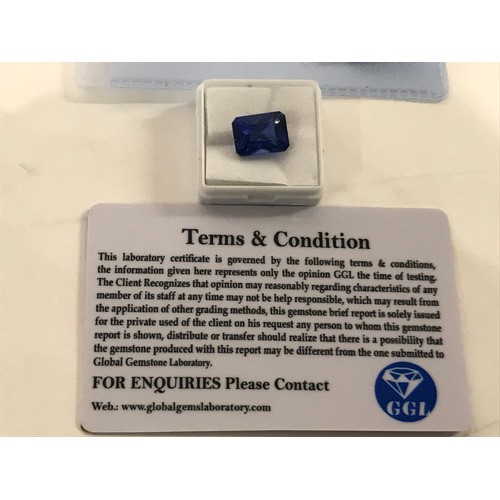 Terms & Condition
This laboratory certificate is governed by the following terms & conditions,
the information given here represents only the opinion GGL the time of testing.
The Client Recognizes that opinion may reasonably regarding characteristics of any
member of its staff at any time may not be help responsible, which may result from
the application of other grading methods, this gemstone brief report is solely issued
for the private used of the client on his request any person to whom this gemstone
report is shown, distribute or transfer should realize that there is a possibility that
the gemstone produced with this report may be different from the one submitted to
Global Gemstone Laboratory.
FOR ENQUIRIES Please Contact
Web.: www.globalgemslaboratory.com
GGL